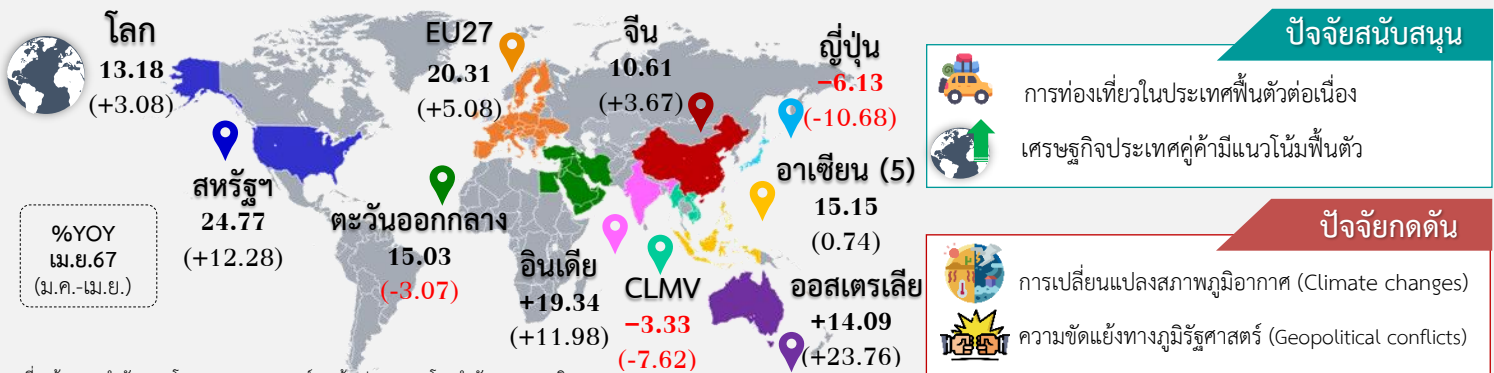 โลก
13.18
(+3.08)
EU27
20.31
(+5.08)
จีน
10.61
(+3.67)
ญี่ปุ่น
−6.13
(-10.68)
สหรัฐฯ
24.77
(+12.28)
ตะวันออกกลาง
15.03
(-3.07)
อินเดีย
+19.34
(+11.98)
CLMV
−3.33
(-7.62)
อาเซียน (5)
15.15
(0.74)
ออสเตรเลีย
+14.09
(+23.76)
%YOY
เม.ย.67
(ม.ค.-เม.ย.)
ปัจจัยสนับสนุน
การท่องเที่ยวในประเทศฟื้นตัวต่อเนื่อง
เศรษฐกิจประเทศคู่ค้ามีแนวโน้มฟื้นตัว
ปัจจัยกดดัน
การเปลี่ยนแปลงสภาพภูมิอากาศ (Climate changes)
ความขัดแย้งทางภูมิรัฐศาสตร์ (Geopolitical conflicts)